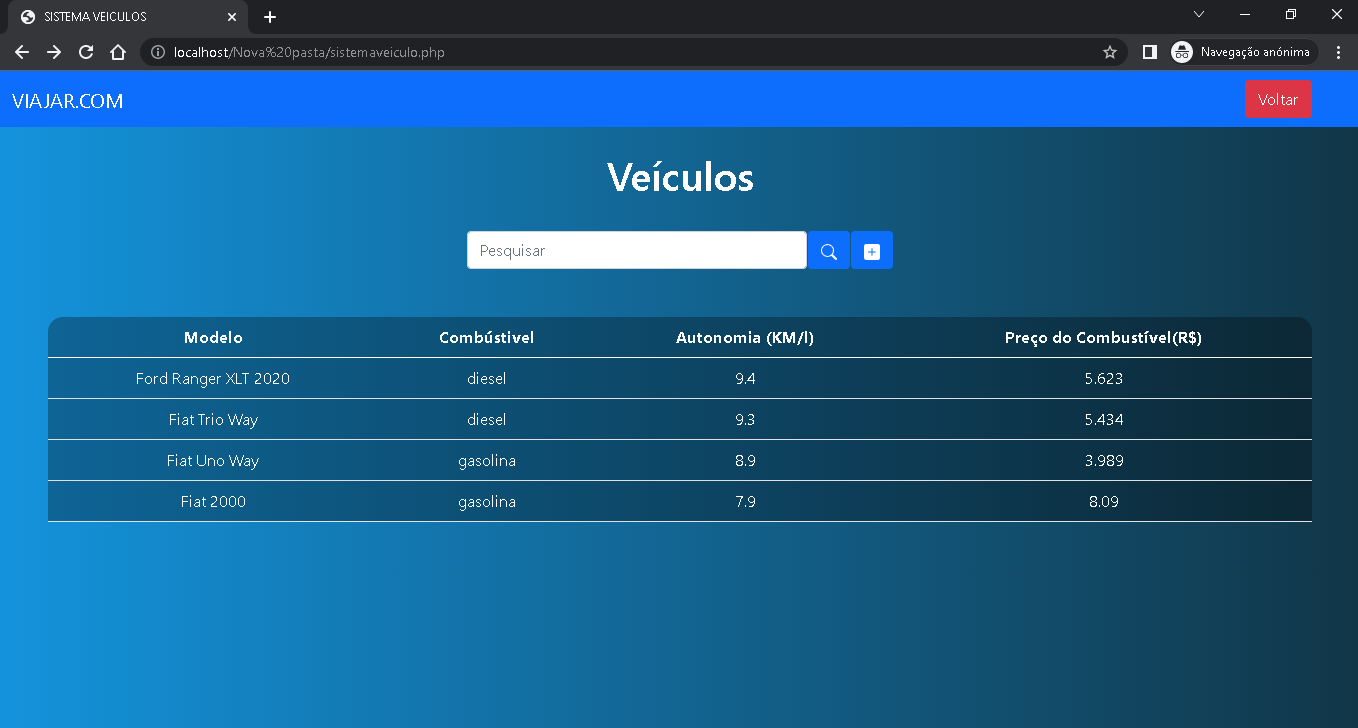 SISTEMA VEICULOS
localhost/Nova%20pasta/sistemaveiculo.php
Navegação anónima
VIAJAR.COM
Voltar
Veículos
Pesquisar
Modelo Combústivel Autonomia (KM/l) Preço do Combustível(R$)
Ford Ranger XLT 2020 diesel 9.4 5.623
Fiat Trio Way diesel 9.3 5.434
Fiat Uno Way gasolina 8.9 3.989
Fiat 2000 gasolina 7.9 8.09